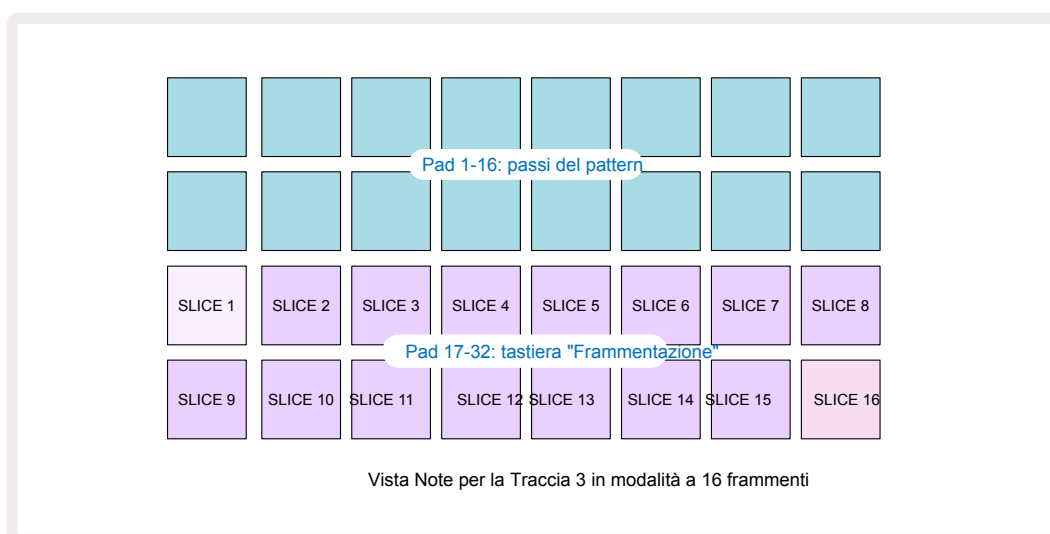 Pad 1-16: passi del pattern
SLICE 1 SLICE 2 SLICE 3 SLICE 4 SLICE 5 SLICE 6 SLICE 7 SLICE 8
Pad 17-32: tastiera "Frammentazione"
SLICE 9 SLICE 10 SLICE 11 SLICE 12 SLICE 13 SLICE 14 SLICE 15 SLICE 16
Vista Note per la Traccia 3 in modalità a 16 frammenti